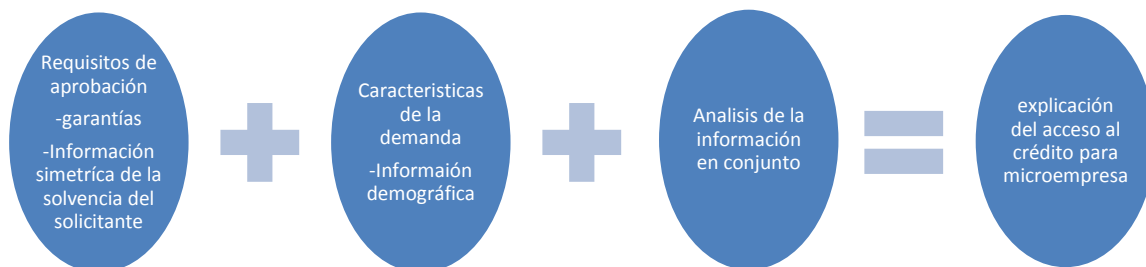 Requisitos de
aprobación
-garantías
-Información
simetríca de la
solvencia del
solicitante
Caracteristicas
de la
demanda
-Informaión
demográfica
Analisis de la
información
en conjunto
explicación
del acceso al
crédito para
microempresa